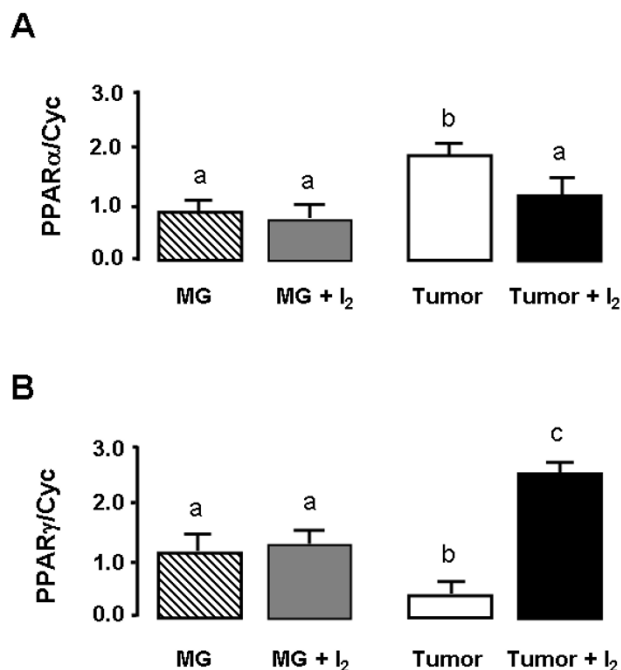 A
PPARα/Cyc
3.0
2.0
1.0
0.0
a
a
b
a
MG
MG + I₂
Tumor
Tumor + I₂
B
PPARγ/Cyc
3.0
2.0
1.0
0.0
a
a
b
c
MG
MG + I₂
Tumor
Tumor + I₂